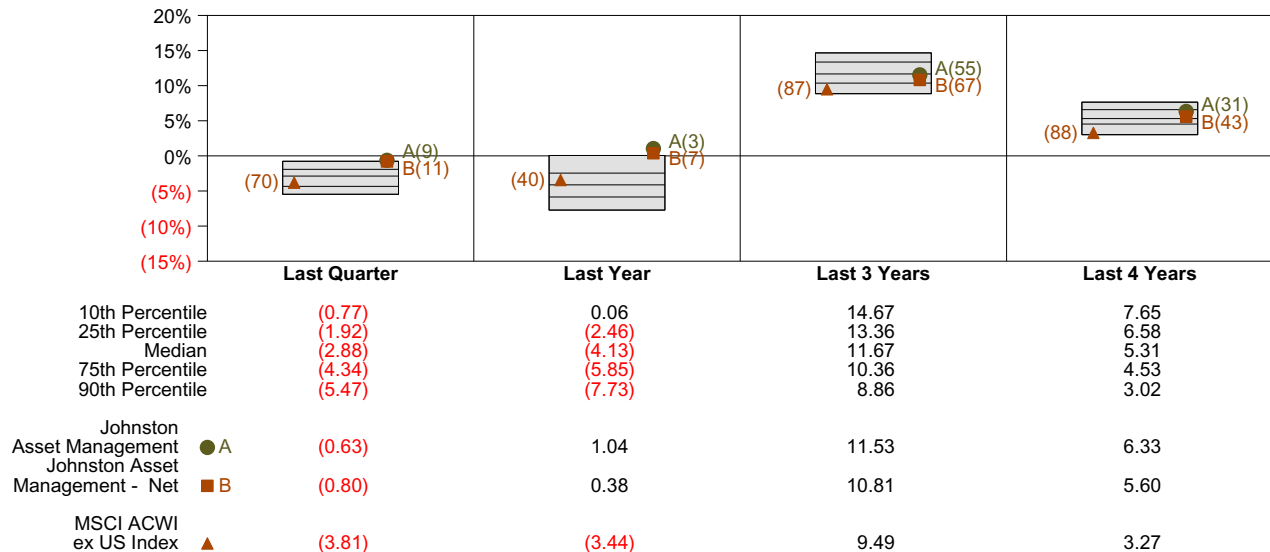 20%
15%
10%
5%
0%
(5%)
(10%)
(15%)
(70)
A(9)
B(11)
(40)
A(3)
B(7)
(87)
A(55)
B(67)
(88)
A(31)
B(43)
Last Quarter Last Year Last 3 Years Last 4 Years
10th Percentile (0.77) 0.06 14.67 7.65
25th Percentile (1.92) (2.46) 13.36 6.58
Median (2.88) (4.13) 11.67 5.31
75th Percentile (4.34) (5.85) 10.36 4.53
90th Percentile (5.47) (7.73) 8.86 3.02
Johnston
Asset Management A (0.63) 1.04 11.53 6.33
Johnston Asset
Management - Net B (0.80) 0.38 10.81 5.60
MSCI ACWI
ex US Index (3.81) (3.44) 9.49 3.27